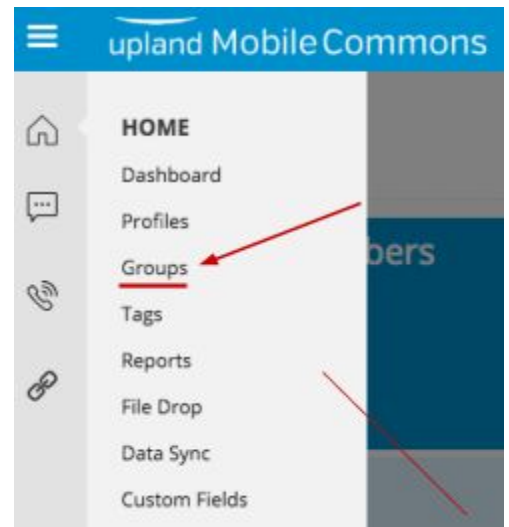 upland Mobile Commons
HOME
Dashboard
Profiles
Groups
bers
Tags
Reports
File Drop
Data Sync
Custom Fields